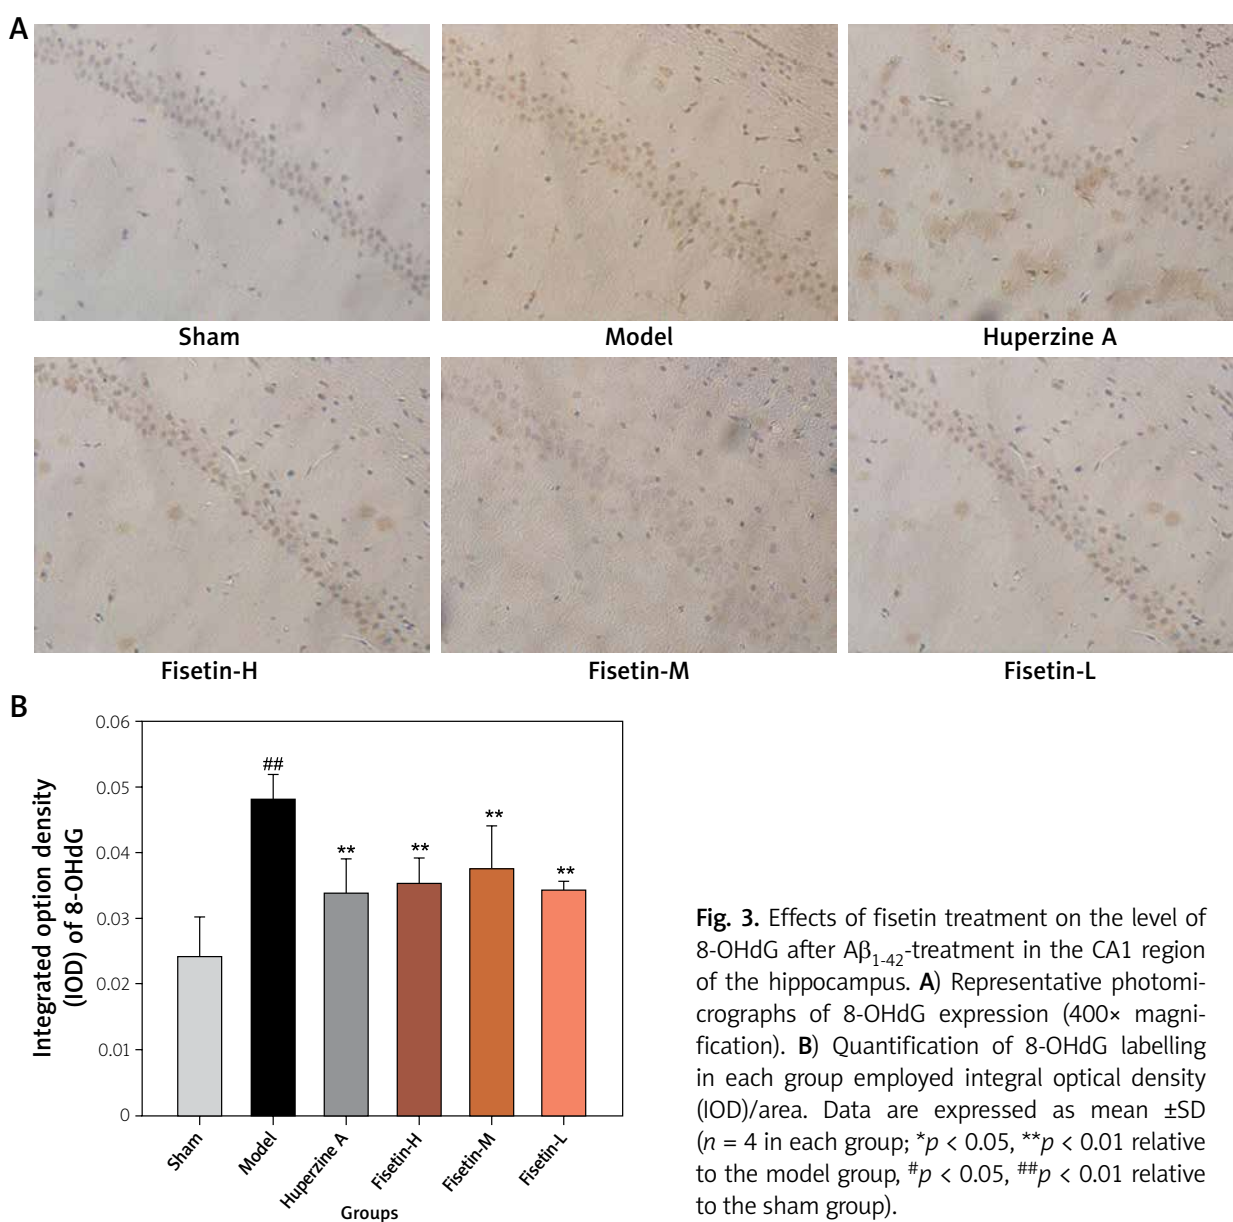 A
Sham Model Huperzine A
Fisetin-H Fisetin-M Fisetin-L
B
Integrated option density
(IOD) of 8-OHdG
0.06
0.05
0.04
0.03
0.02
0.01
0
##
**
**
**
**
Sham
Model
Huperzine A
Fisetin-H
Fisetin-M
Fisetin-L
Groups
Fig. 3. Effects of fisetin treatment on the level of
8-OHdG after Aβ1-42-treatment in the CA1 region
of the hippocampus. A) Representative photomi-
crographs of 8-OHdG expression (400× magni-
fication). B) Quantification of 8-OHdG labelling
in each group employed integral optical density
(IOD)/area. Data are expressed as mean ±SD
(n = 4 in each group; *p < 0.05, **p < 0.01 relative
to the model group, #p < 0.05, ##p < 0.01 relative
to the sham group).